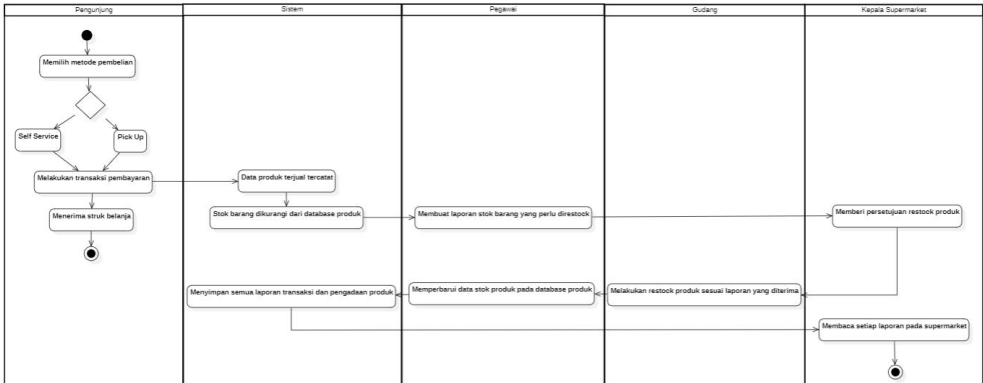 Pengunjung
Sistem
Pegawai
Gudang
Kepala Supermarket
Memilih metode pembelian
Self Service
Pick Up
Melakukan transaksi pembayaran
Data produk terjual tercatat
Menerima struk belanja
Stok barang dikurangi dari database produk
Membuat laporan stok barang yang perlu direstock
Memberi persetujuan restock produk
Menyimpan semua laporan transaksi dan pengadaan produk
Memperbarui data stok produk pada database produk
Melakukan restock produk sesuai laporan yang diterima
Membaca setiap laporan pada supermarket